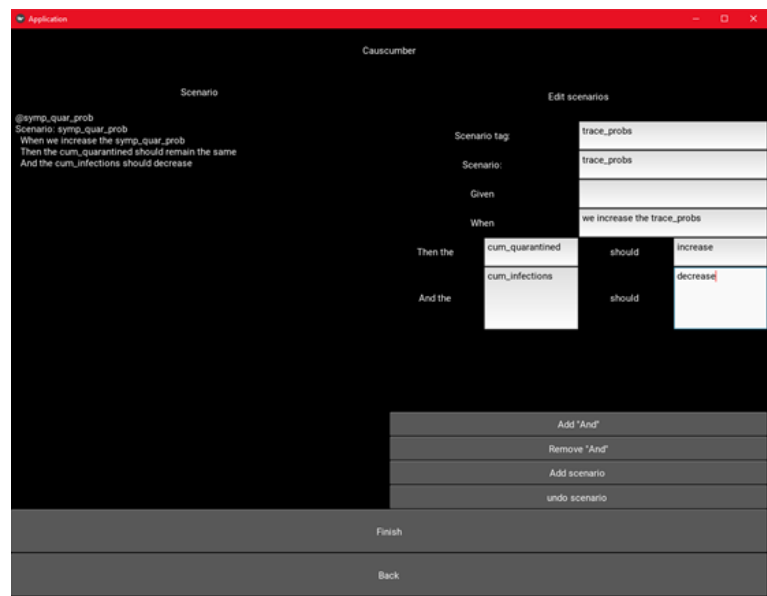 Application
Causcumber
Scenario
@symp_quar_prob
Scenario: symp_quar_prob
When we increase the symp_quar_prob
Then the cum_quarantined should remain the same
And the cum_infections should decrease
Edit scenarios
Scenario tag: trace_probs
Scenario: trace_probs
Given
When we increase the trace_probs
Then the cum_quarantined should increase
And the cum_infections should decrease
Add "And"
Remove "And"
Add scenario
undo scenario
Finish
Back